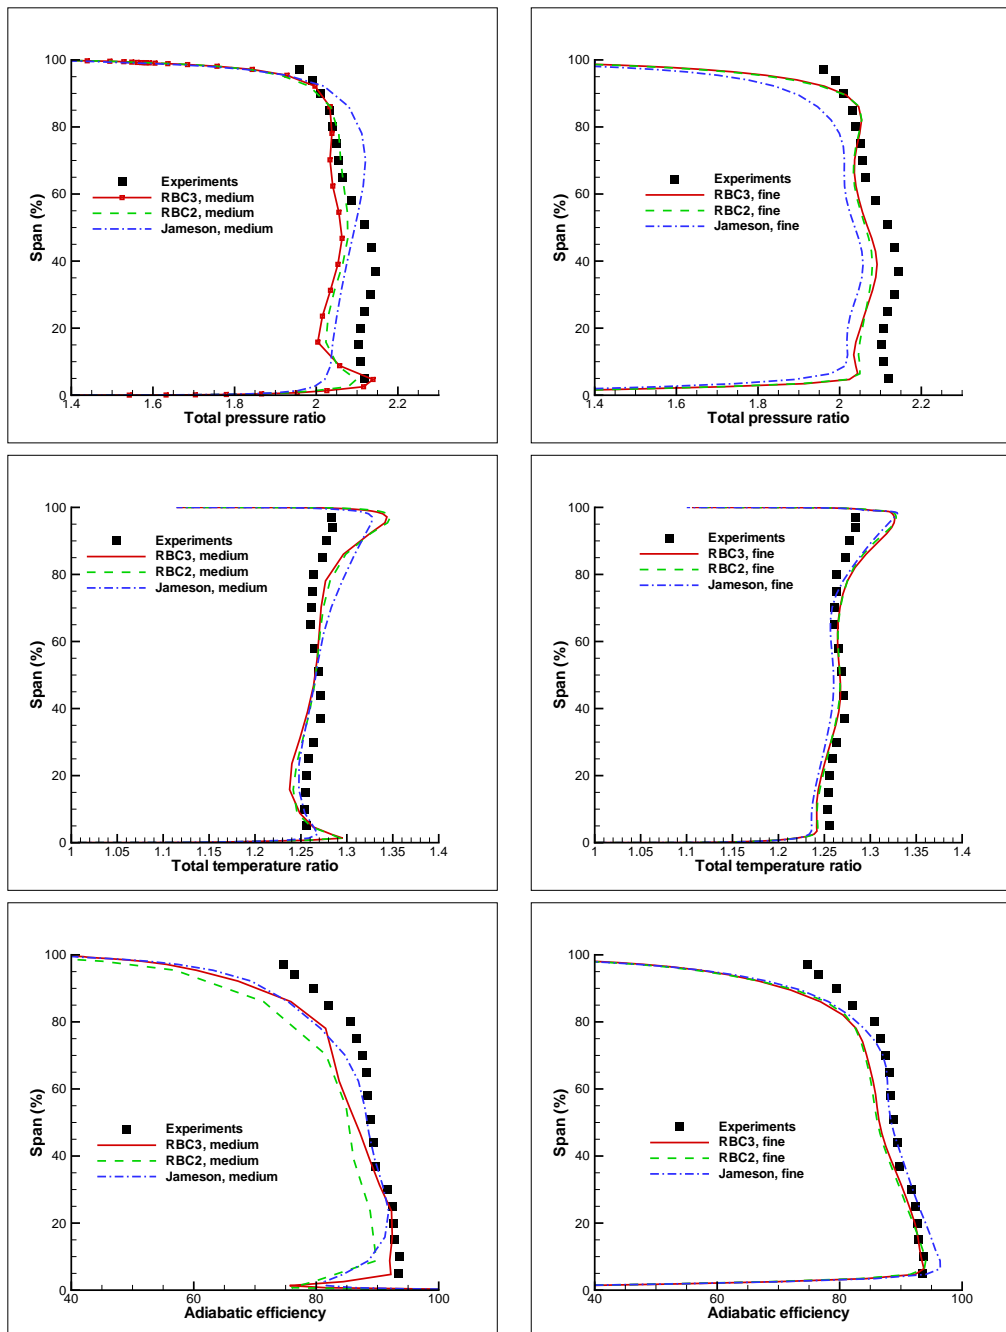 100
80
60
40
20
0
Span (%)
Experiments
RBC3, medium
RBC2, medium
Jameson, medium
1.4
1.6
1.8
2
2.2
Total pressure ratio
100
80
60
40
20
0
Span (%)
Experiments
RBC3, fine
RBC2, fine
Jameson, fine
1.4
1.6
1.8
2
2.2
Total pressure ratio
100
80
60
40
20
0
Span (%)
Experiments
RBC3, medium
RBC2, medium
Jameson, medium
1
1.05
1.1
1.15
1.2
1.25
1.3
1.35
1.4
Total temperature ratio
100
80
60
40
20
0
Span (%)
Experiments
RBC3, fine
RBC2, fine
Jameson, fine
1
1.05
1.1
1.15
1.2
1.25
1.3
1.35
1.4
Total temperature ratio
100
80
60
40
20
0
Span (%)
Experiments
RBC3, medium
RBC2, medium
Jameson, medium
40
60
80
100
Adiabatic efficiency
100
80
60
40
20
0
Span (%)
Experiments
RBC3, fine
RBC2, fine
Jameson, fine
40
60
80
100
Adiabatic efficiency